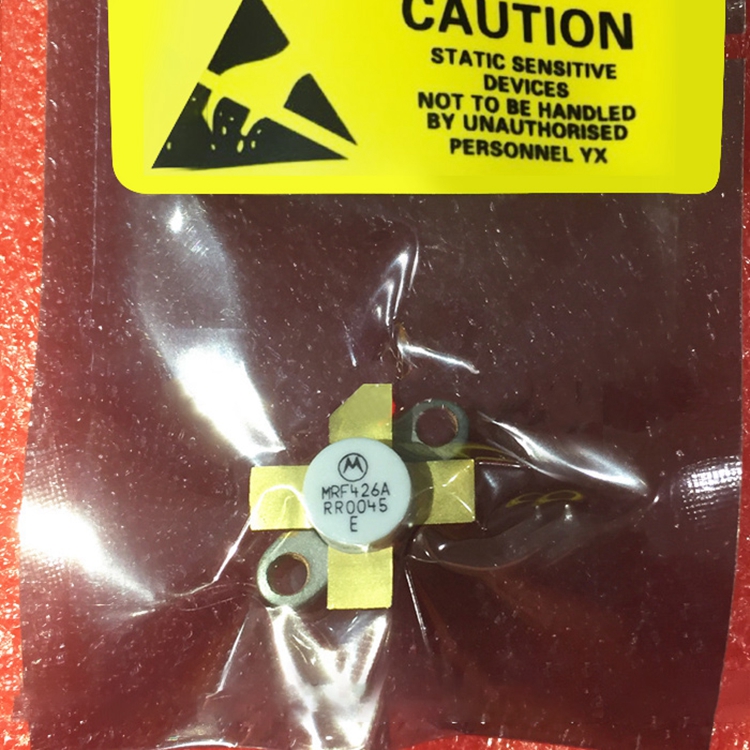 CAUTION
STATIC SENSITIVE
DEVICES
NOT TO BE HANDLED
BY UNAUTHORISED
PERSONNEL YX
MRF426A
RR0045
E